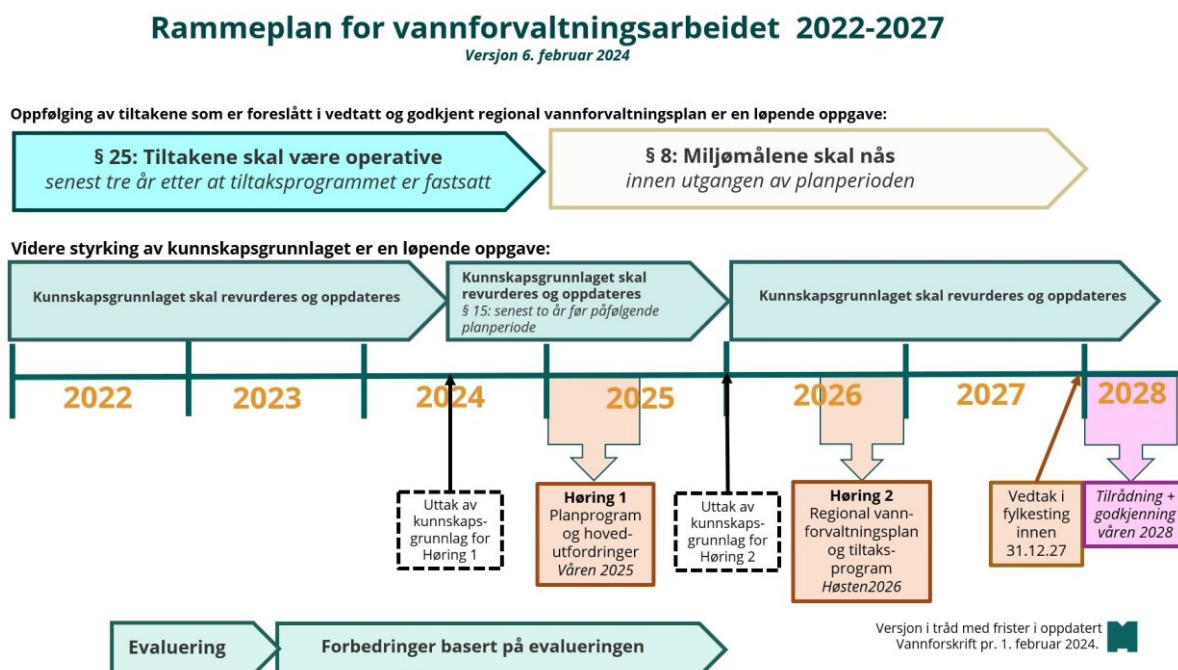 Rammeplan for vannforvaltningsarbeidet 2022-2027
Versjon 6. februar 2024
Oppfølging av tiltakene som er foreslått i vedtatt og godkjent regional vannforvaltningsplan er en løpende oppgave:
§ 25: Tiltakene skal være operative
senest tre år etter at tiltaksprogrammet er fastsatt
§ 8: Miljømålene skal nås
innen utgangen av planperioden
Videre styrking av kunnskapsgrunnlaget er en løpende oppgave:
Kunnskapsgrunnlaget skal revurderes og oppdateres
Kunnskapsgrunnlaget skal
revurderes og oppdateres
§ 15: senest to år før påfølgende
planperiode
Kunnskapsgrunnlaget skal revurderes og oppdateres
2022
2023
2024
2025
2026
2027
2028
Uttak av
kunnskaps-
grunnlag for
Høring 1
Høring 1
Planprogram
og hoved-
utfordringer
Våren 2025
Uttak av
kunnskaps-
grunnlag for
Høring 2
Høring 2
Regional vann-
forvaltningsplan
og tiltaks-
program
Høsten2026
Vedtak i
fylkesting
innen
31.12.27
Tilrådning +
godkjenning
våren 2028
Evaluering
Forbedringer basert på evalueringen
Versjon i tråd med frister i oppdatert
Vannforskrift pr. 1. februar 2024.